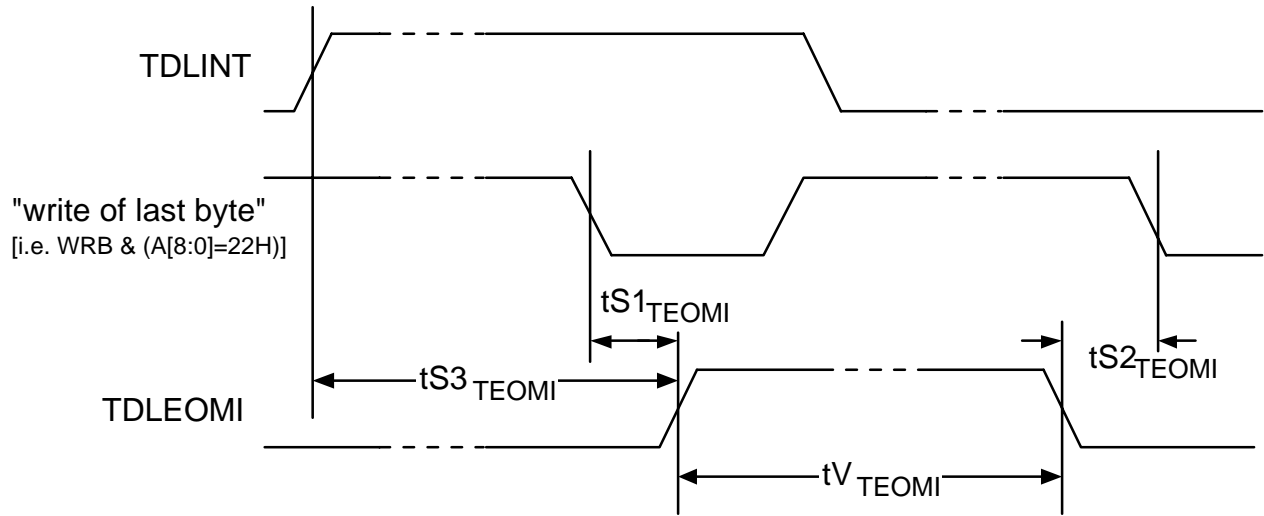 TDLINT
"write of last byte"
[i.e. WRB & (A[8:0]=22H)]
tS1TEOMI
tS2TEOMI
tS3 TEOMI
TDLEOMI
tV TEOMI